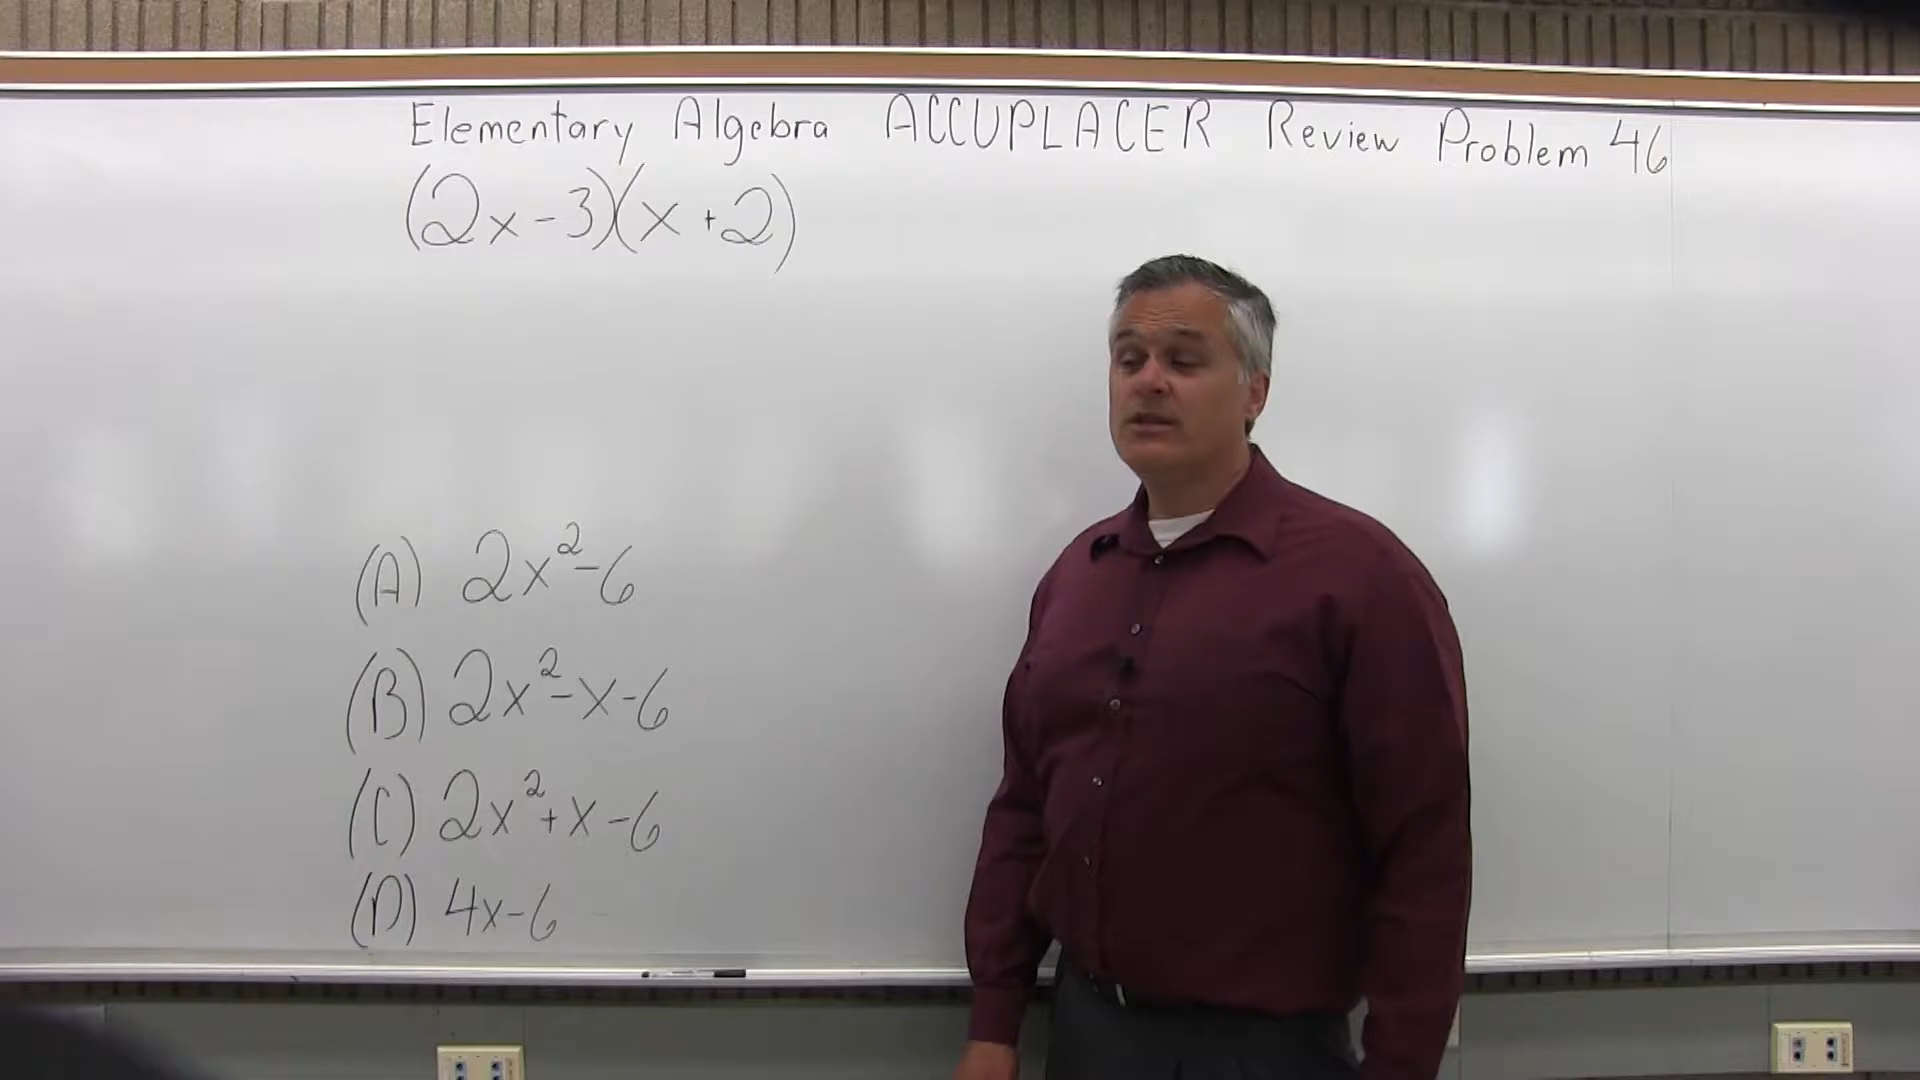 Elementary Algebra ACCUPLACER Review Problem 46
(2x-3)(x+2)
(A) 2x²-6
(B) 2x²-x-6
(C) 2x²+x-6
(D) 4x-6